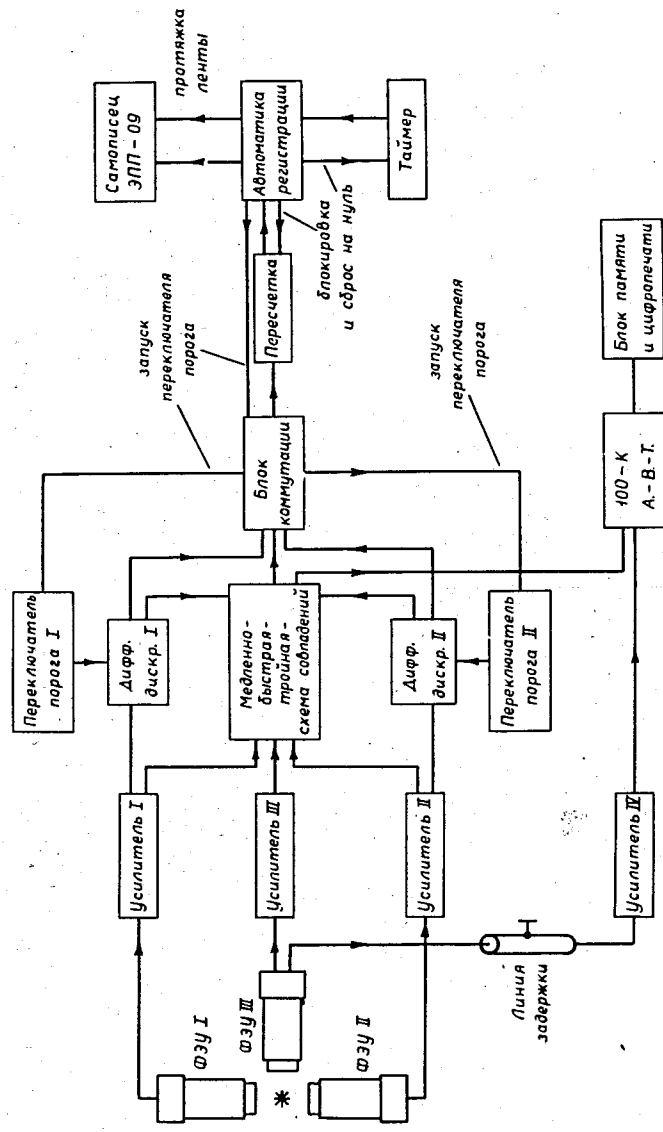 ФЭУ I
ФЭУ III
ФЭУ II
Линия
задержки
Усилитель I
Усилитель III
Усилитель II
Усилитель IV
Переключатель
порога I
Дифф.
дискр. I
Медленно-
быстрая-
тройная-
схема совпадений
Дифф.
дискр. II
Переключатель
порога II
запуск
переключателя
порога
Блок
коммутации
запуск
переключателя
порога
100-К
А.-В.-Т.
Пересчетка
блокировка
и сброс на нуль
Блок памяти
и цифропечати
Самописец
ЭПП-09
протяжка
ленты
Автоматика
регистрации
Таймер